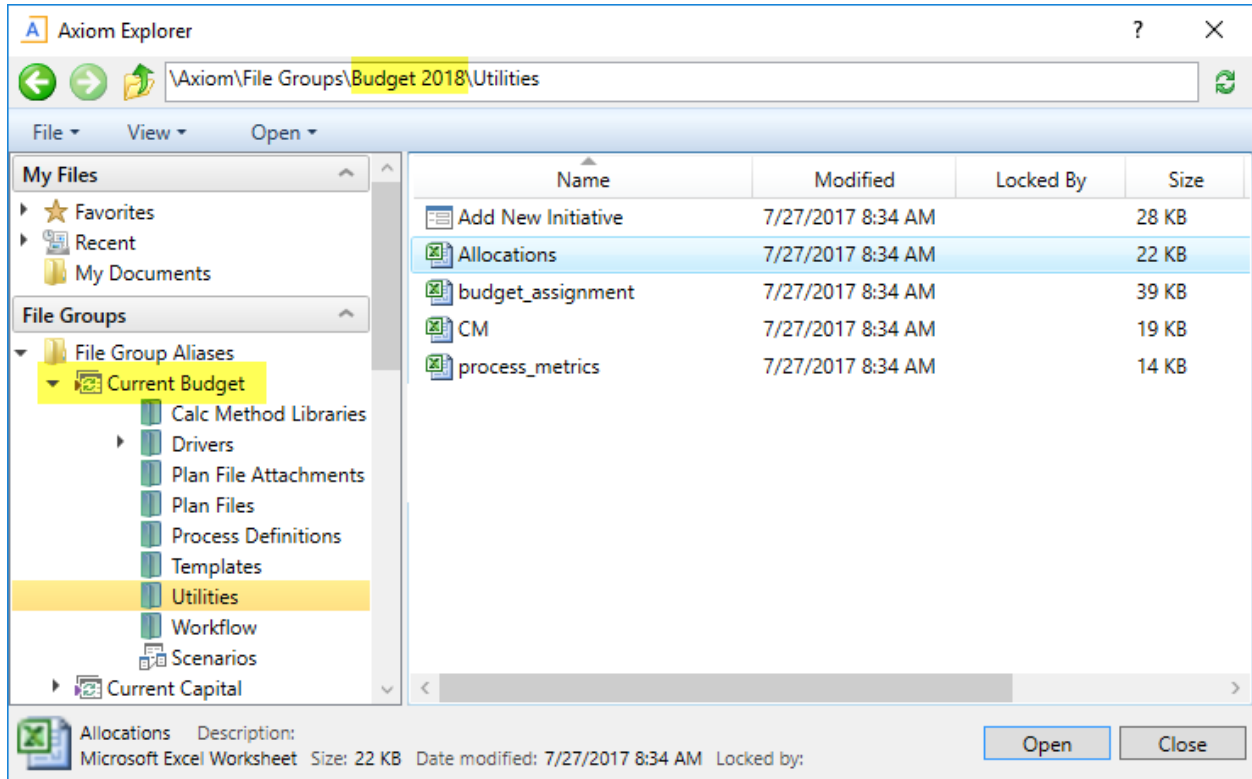 Axiom Explorer
?
\Axiom\File Groups\Budget 2018\Utilities
File View Open
My Files
Favorites
Recent
My Documents
File Groups
File Group Aliases
Current Budget
Calc Method Libraries
Drivers
Plan File Attachments
Plan Files
Process Definitions
Templates
Utilities
Workflow
Scenarios
Current Capital
Name Modified Locked By Size
Add New Initiative 7/27/2017 8:34 AM 28 KB
Allocations 7/27/2017 8:34 AM 22 KB
budget_assignment 7/27/2017 8:34 AM 39 KB
CM 7/27/2017 8:34 AM 19 KB
process_metrics 7/27/2017 8:34 AM 14 KB
Allocations Description:
Microsoft Excel Worksheet Size: 22 KB Date modified: 7/27/2017 8:34 AM Locked by:
Open Close